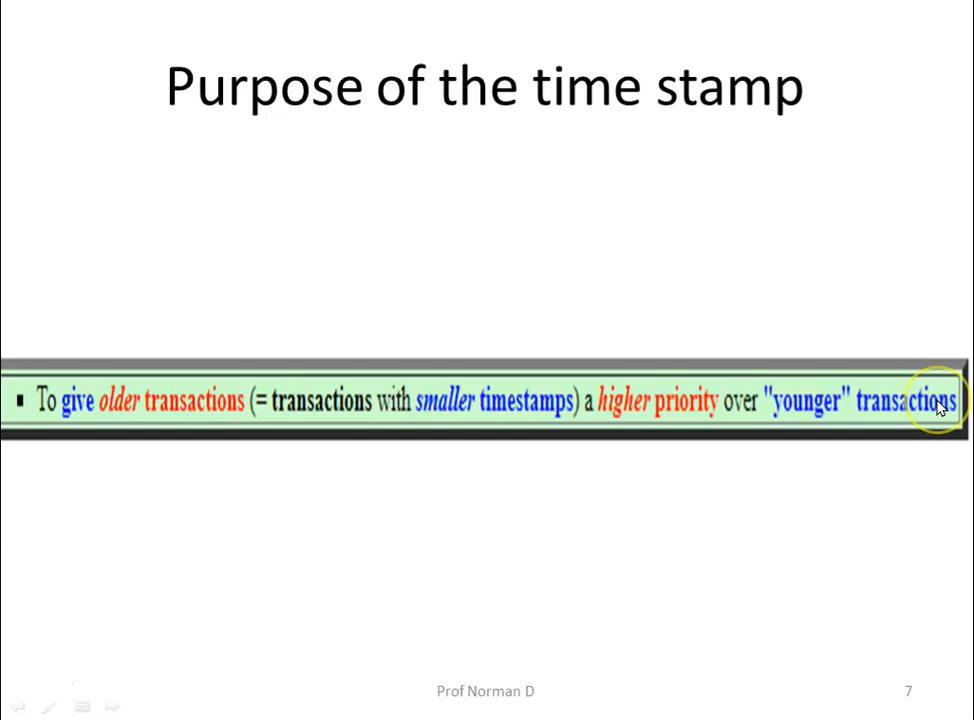 Purpose of the time stamp
▪ To give older transactions (= transactions with smaller timestamps) a higher priority over "younger" transactions
Prof Norman D
7